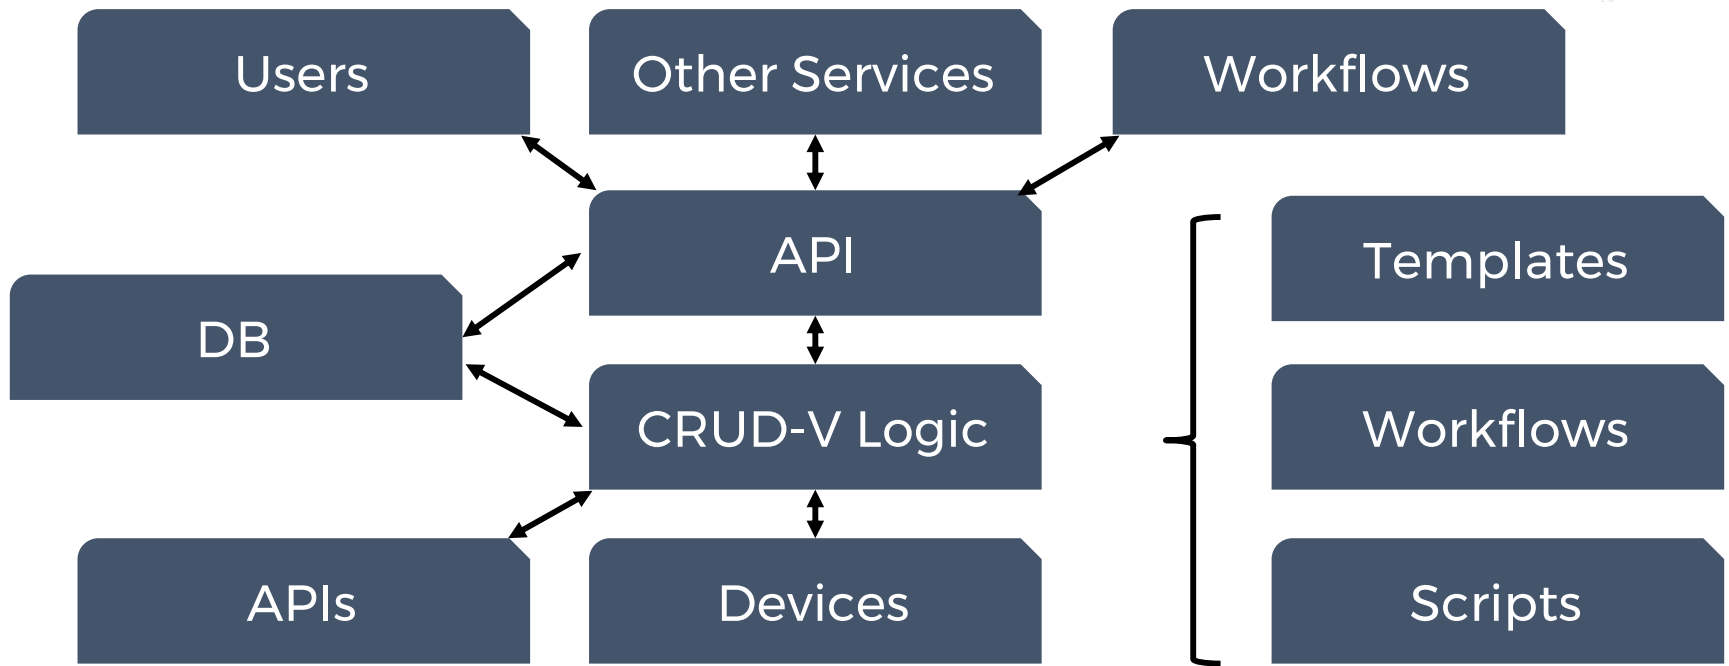 Users
Other Services
Workflows
API
Templates
DB
CRUD-V Logic
Workflows
APIs
Devices
Scripts